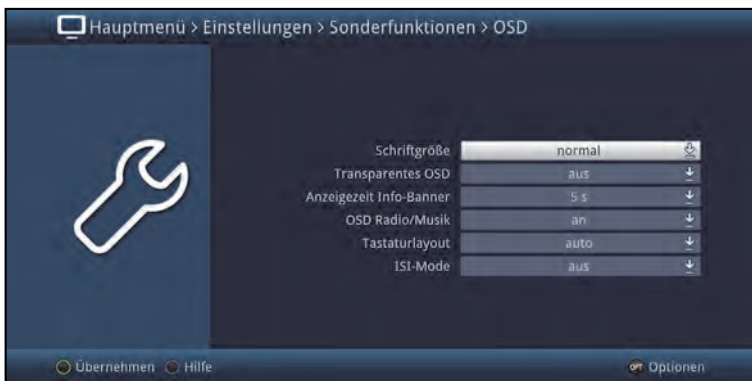 Hauptmenü > Einstellungen > Sonderfunktionen > OSD
Schriftgröße normal
Transparentes OSD aus
Anzeigezeit Info-Banner 5 s
OSD Radio/Musik an
Tastaturlayout auto
ISI-Mode aus
Übernehmen Hilfe OPT Optionen